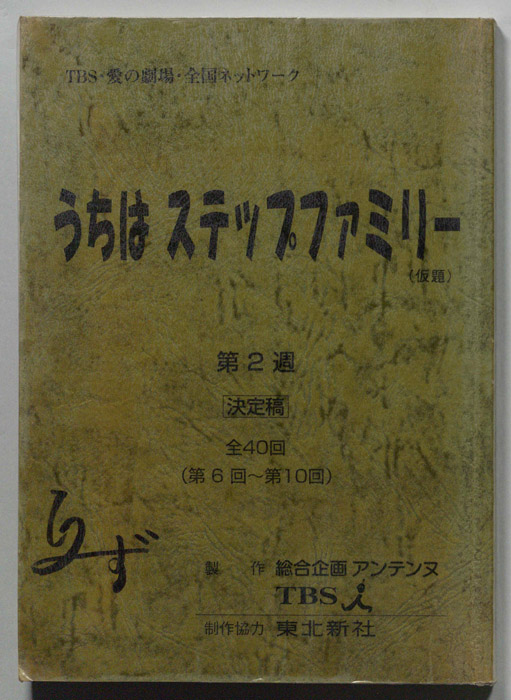 TBS・愛の劇場・全国ネットワーク
うちは ステップファミリー
（仮題）
第2週
決定稿
全40回
（第6回～第10回）
製作 総合企画 アンテンヌ
TBS i
制作協力 東北新社